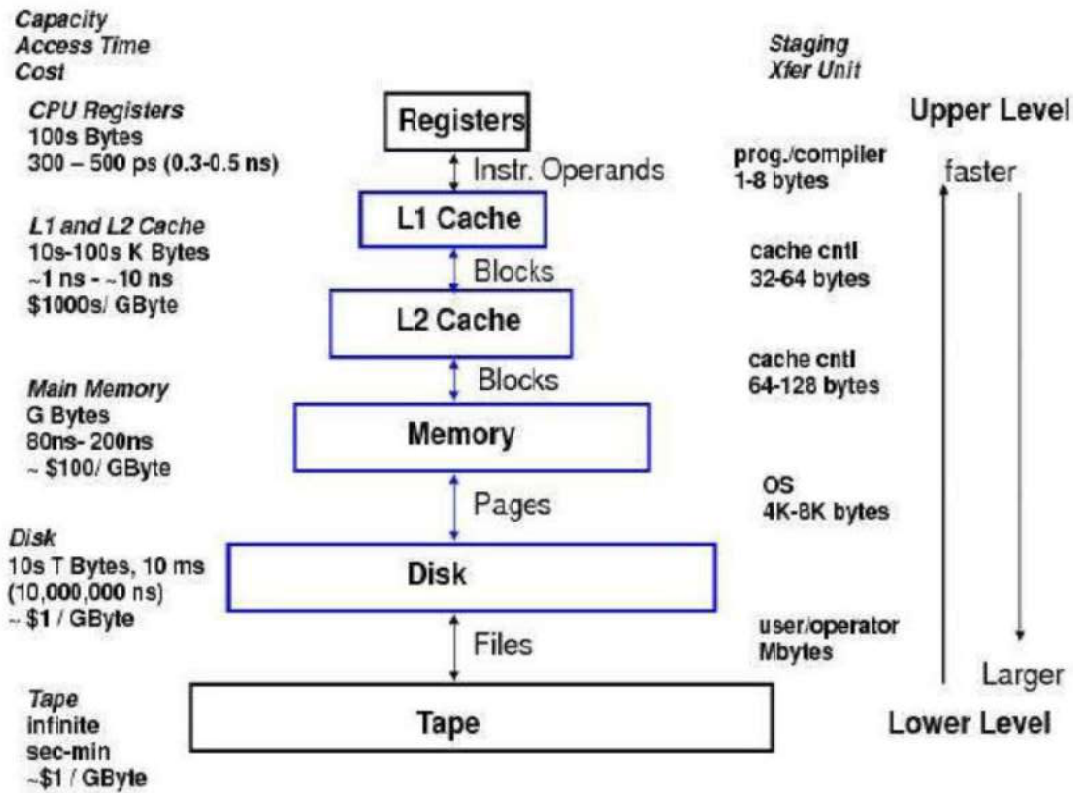 Capacity
Access Time
Cost
CPU Registers
100s Bytes
300 – 500 ps (0.3-0.5 ns)
L1 and L2 Cache
10s-100s K Bytes
~1 ns - ~10 ns
$1000s/ GByte
Main Memory
G Bytes
80ns- 200ns
~ $100/ GByte
Disk
10s T Bytes, 10 ms
(10,000,000 ns)
~ $1 / GByte
Tape
infinite
sec-min
~$1 / GByte
Registers
Instr. Operands
L1 Cache
Blocks
L2 Cache
Blocks
Memory
Pages
Disk
Files
Tape
Staging
Xfer Unit
prog./compiler
1-8 bytes
cache cntl
32-64 bytes
cache cntl
64-128 bytes
OS
4K-8K bytes
user/operator
Mbytes
Upper Level
faster
Larger
Lower Level